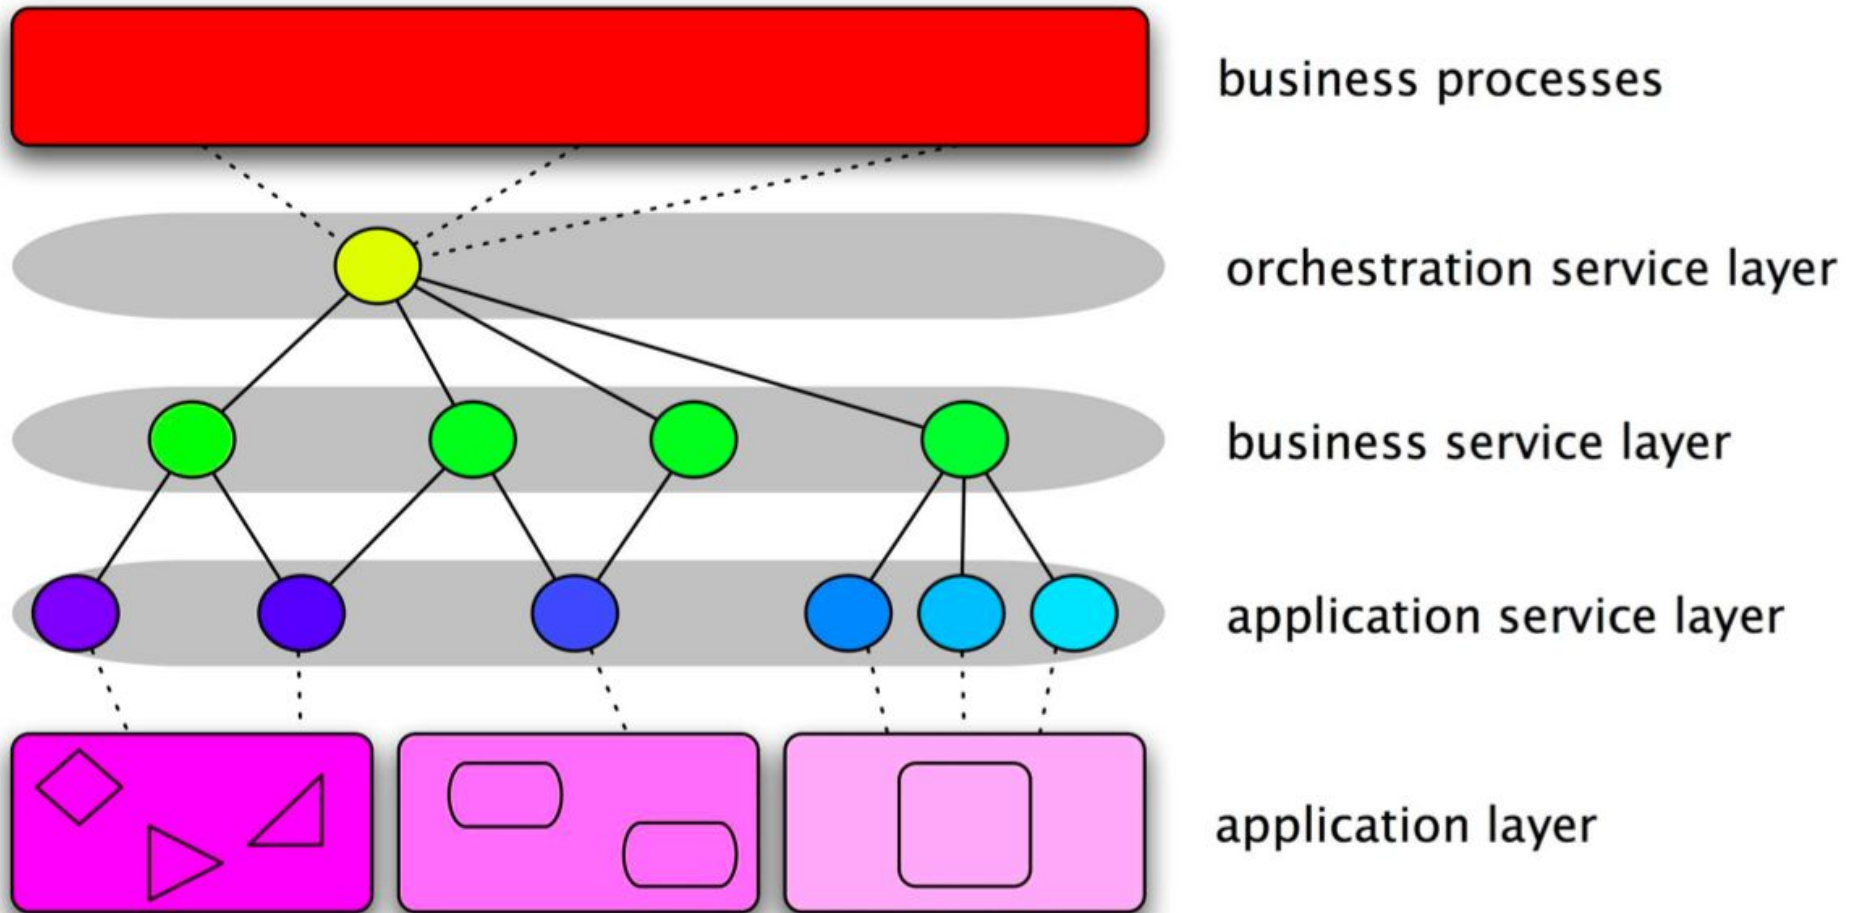 business processes
orchestration service layer
business service layer
application service layer
application layer